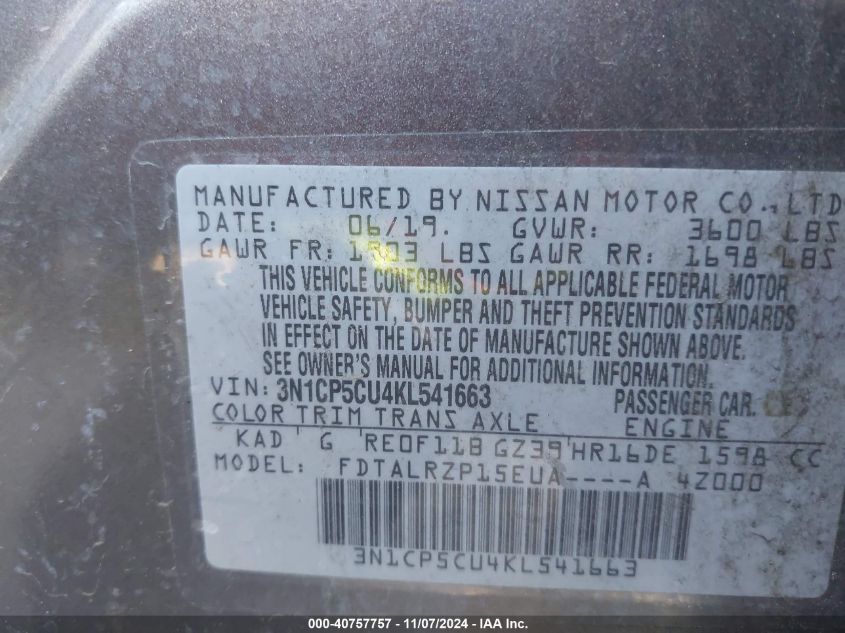 MANUFACTURED BY NISSAN MOTOR CO., LTD
DATE: 06/19. GVWR: 3600 LBS
GAWR FR: 1903 LBS GAWR RR: 1698 LBS
THIS VEHICLE CONFORMS TO ALL APPLICABLE FEDERAL MOTOR
VEHICLE SAFETY, BUMPER AND THEFT PREVENTION STANDARDS
IN EFFECT ON THE DATE OF MANUFACTURE SHOWN ABOVE.
SEE OWNER'S MANUAL FOR ADDITIONAL INFORMATION.
VIN: 3N1CP5CU4KL541663 PASSENGER CAR.
COLOR TRIM TRANS AXLE ENGINE
KAD G RE0F11B GZ39 HR16DE 1598 CC
MODEL: FDTALRZP15EUA----A 4Z000
3N1CP5CU4KL541663
000-40757757 - 11/07/2024 - IAA Inc.